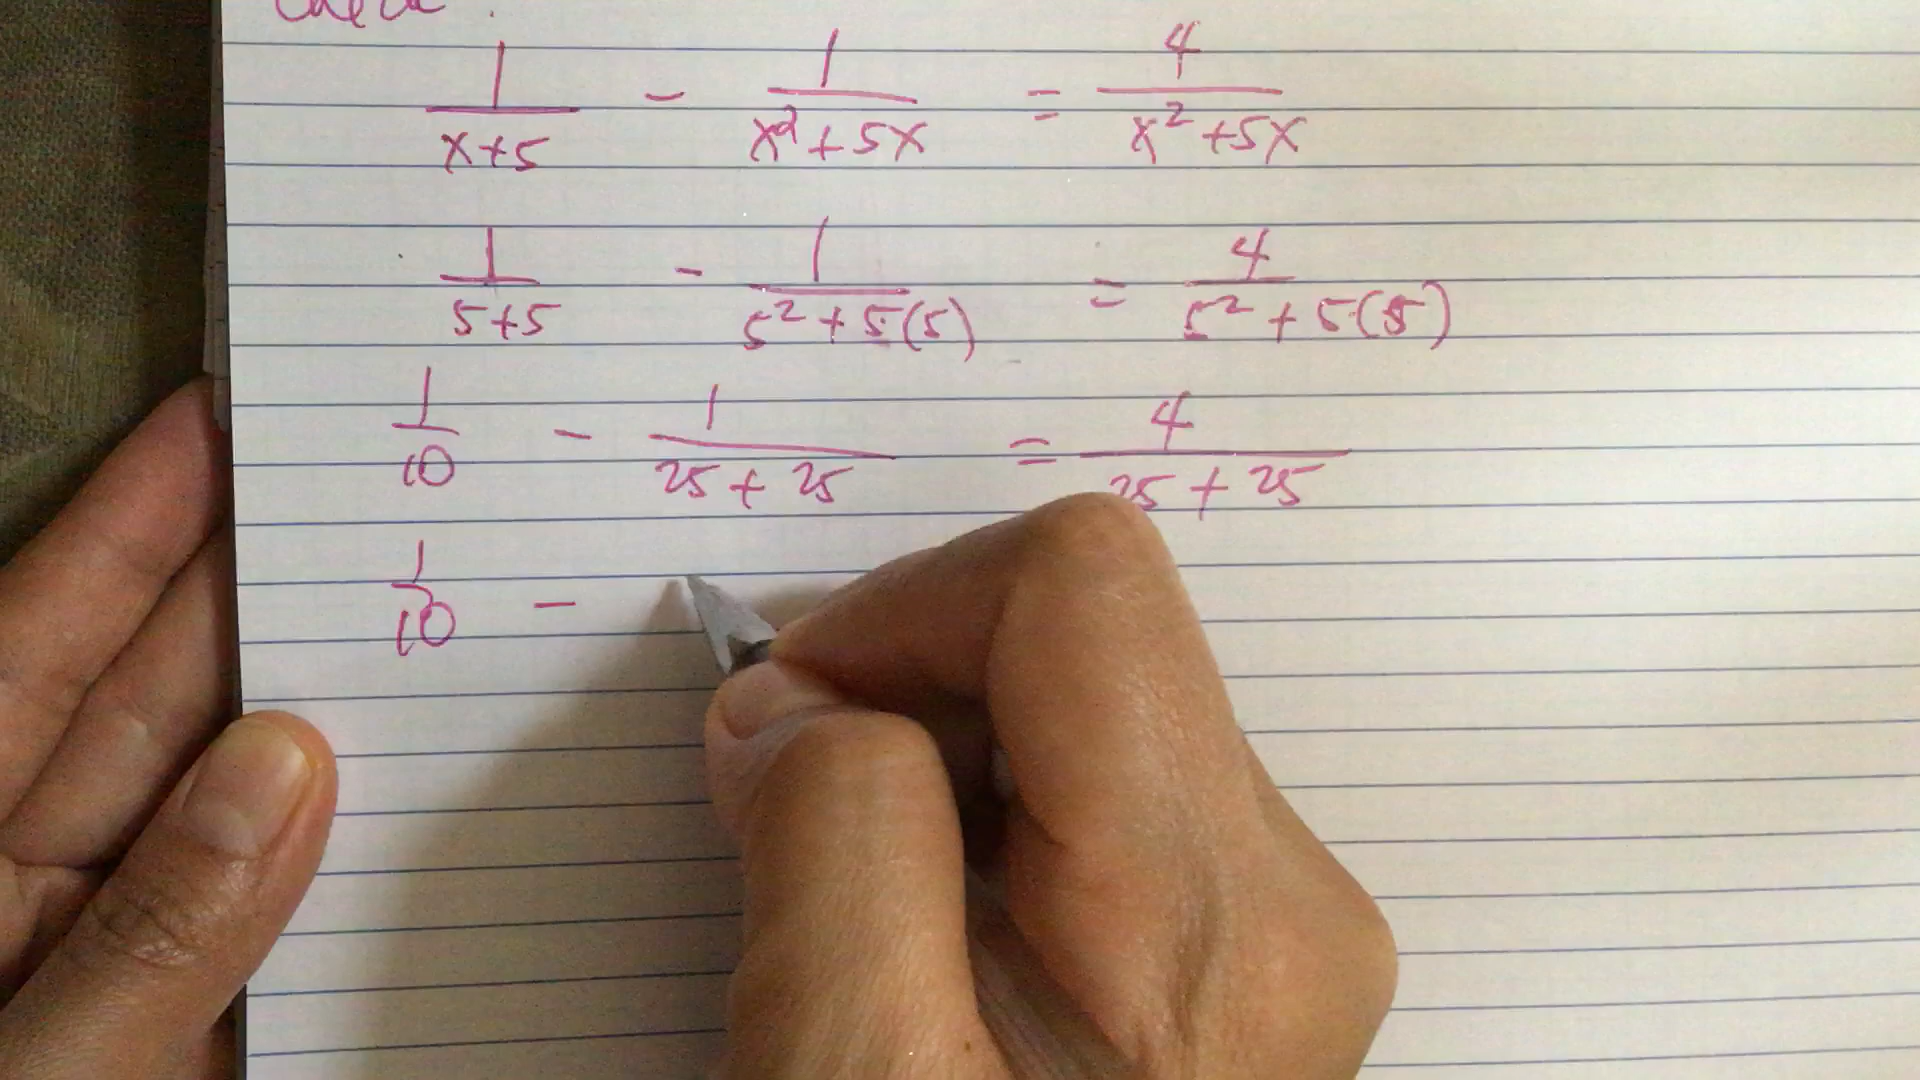 1/(x+5) - 1/(x²+5x) = 4/(x²+5x)
1/(5+5) - 1/(5²+5(5)) = 4/(5²+5(5))
1/10 - 1/(25+25) = 4/(25+25)
1/10 -